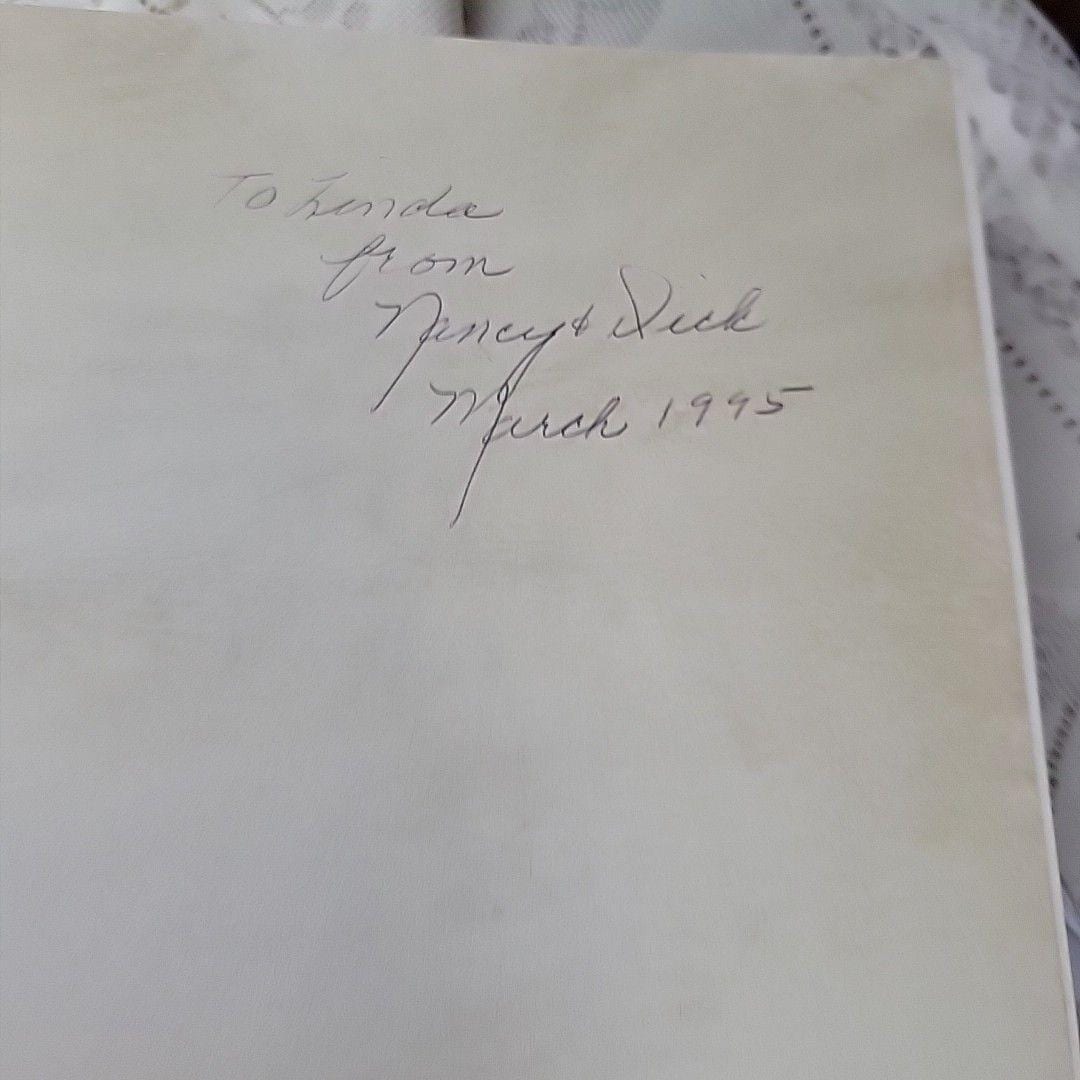 To Linda
from
Nancy & Dick
March 1995